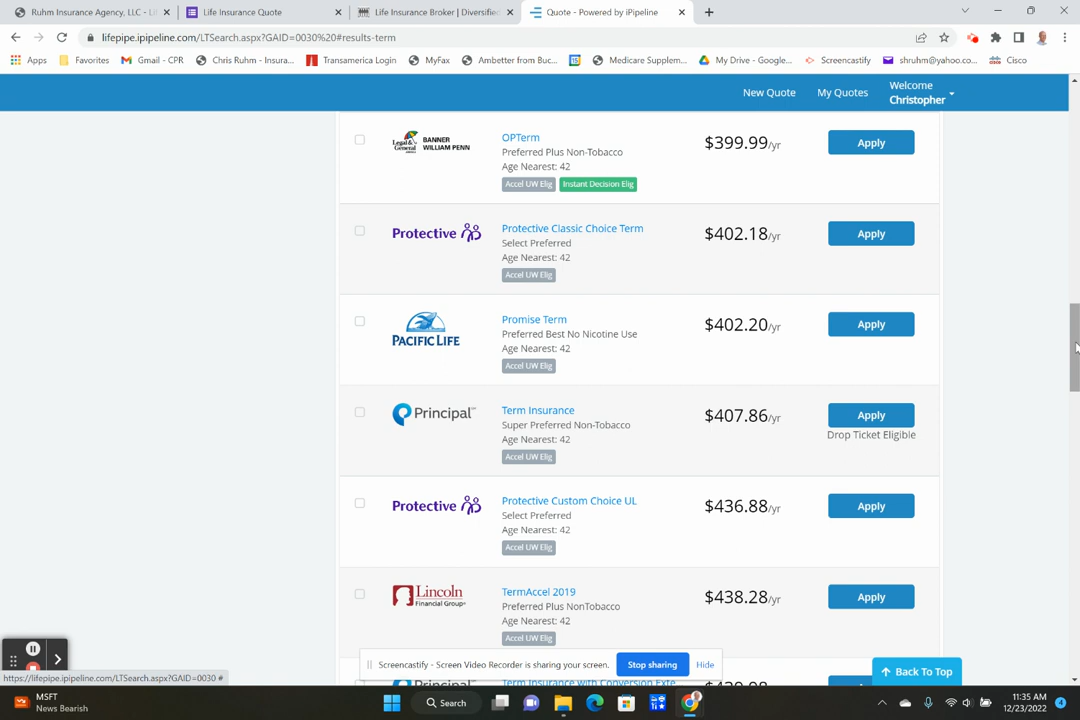 Ruhm Insurance Agency, LLC - Li
Life Insurance Quote
Life Insurance Broker | Diversified
Quote - Powered by iPipeline
lifepipe.ipipeline.com/LTSearch.aspx?GAID=0030%20#results-term
Apps
Favorites
Gmail - CPR
Chris Ruhm - Insura...
Transamerica Login
MyFax
Ambetter from Buc...
Medicare Supplem...
My Drive - Google...
Screencastify
shruhm@yahoo.co...
Cisco
New Quote
My Quotes
Welcome
Christopher
Legal &
General
BANNER
WILLIAM PENN
OPTerm
Preferred Plus Non-Tobacco
Age Nearest: 42
Accel UW Elig Instant Decision Elig
$399.99/yr
Apply
Protective
Protective Classic Choice Term
Select Preferred
Age Nearest: 42
Accel UW Elig
$402.18/yr
Apply
PACIFIC LIFE
Promise Term
Preferred Best No Nicotine Use
Age Nearest: 42
Accel UW Elig
$402.20/yr
Apply
Principal
Term Insurance
Super Preferred Non-Tobacco
Age Nearest: 42
Accel UW Elig
$407.86/yr
Apply
Drop Ticket Eligible
Protective
Protective Custom Choice UL
Select Preferred
Age Nearest: 42
Accel UW Elig
$436.88/yr
Apply
Lincoln
Financial Group
TermAccel 2019
Preferred Plus NonTobacco
Age Nearest: 42
Accel UW Elig
$438.28/yr
Apply
Screencastify - Screen Video Recorder is sharing your screen.
Stop sharing
Hide
Back To Top
https://lifepipe.ipipeline.com/LTSearch.aspx?GAID=0030 #
MSFT
News Bearish
Search
11:35 AM
12/23/2022
4